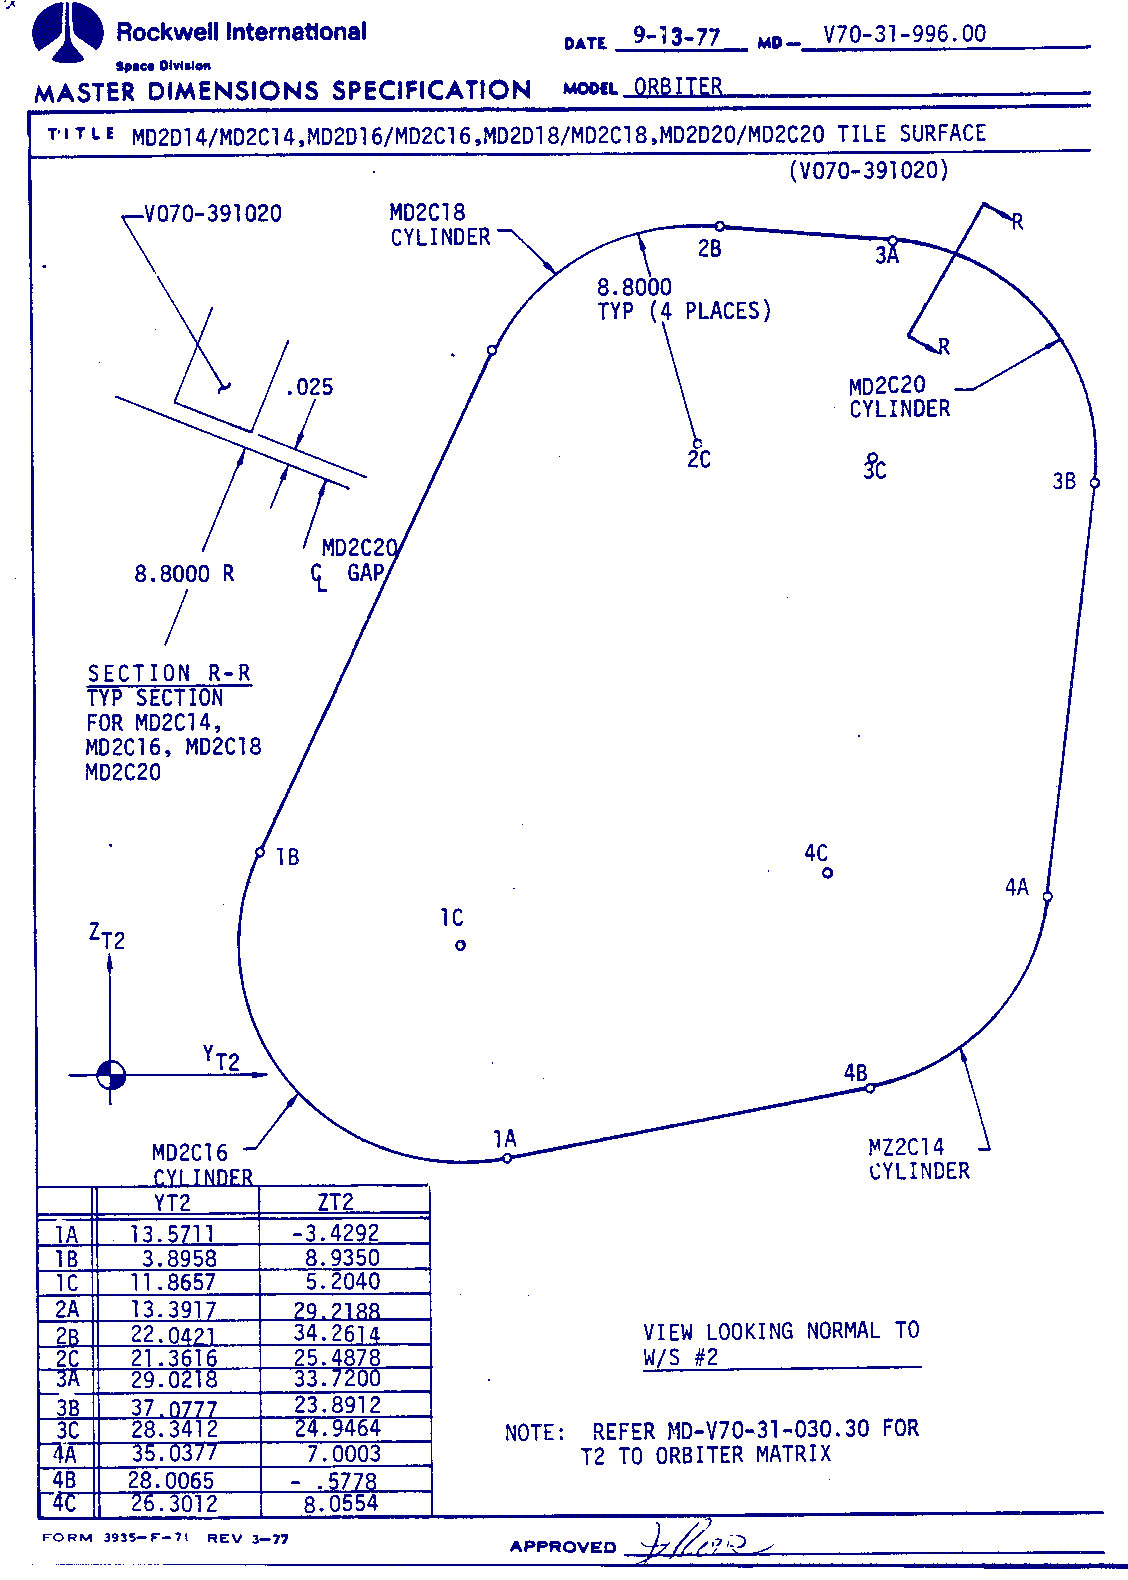 Rockwell International
Space Division
DATE 9-13-77 MD— V70-31-996.00
MASTER DIMENSIONS SPECIFICATION MODEL ORBITER
TITLE MD2D14/MD2C14,MD2D16/MD2C16,MD2D18/MD2C18,MD2D20/MD2C20 TILE SURFACE
(V070-391020)
V070-391020
MD2C18
CYLINDER
R
2B
3A
8.8000
TYP (4 PLACES)
R
.025
MD2C20
CYLINDER
2C
3C
3B
MD2C20
8.8000 R
℄ GAP
SECTION R-R
TYP SECTION
FOR MD2C14,
MD2C16, MD2C18
MD2C20
1B
4C
4A
1C
ZT2
YT2
4B
1A
MD2C16
CYLINDER
MZ2C14
CYLINDER
YT2 ZT2
1A 13.5711 -3.4292
1B 3.8958 8.9350
1C 11.8657 5.2040
2A 13.3917 29.2188
2B 22.0421 34.2614
2C 21.3616 25.4878
3A 29.0218 33.7200
3B 37.0777 23.8912
3C 28.3412 24.9464
4A 35.0377 7.0003
4B 28.0065 - .5778
4C 26.3012 8.0554
VIEW LOOKING NORMAL TO
W/S #2
NOTE: REFER MD-V70-31-030.30 FOR
T2 TO ORBITER MATRIX
FORM 3935-F-71 REV 3-77
APPROVED